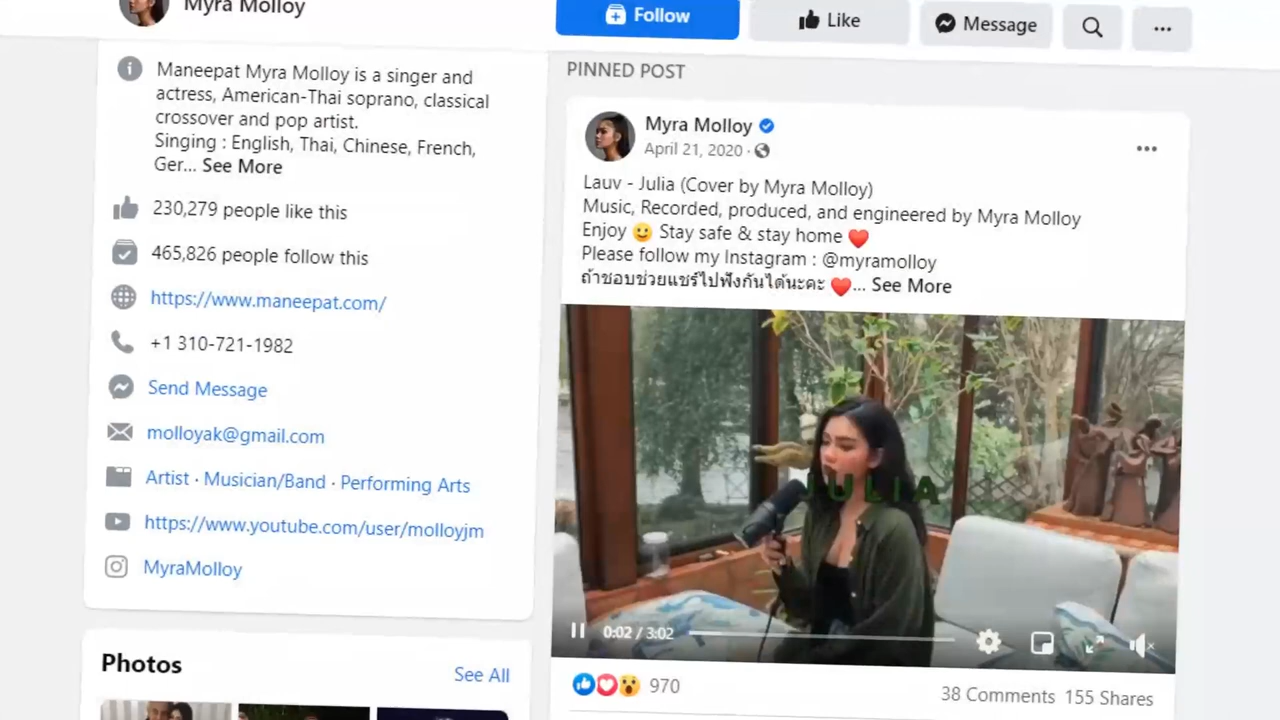 Myra Molloy
Follow
Like
Message
Maneepat Myra Molloy is a singer and
actress, American-Thai soprano, classical
crossover and pop artist.
Singing : English, Thai, Chinese, French,
Ger... See More
230,279 people like this
465,826 people follow this
https://www.maneepat.com/
+1 310-721-1982
Send Message
molloyak@gmail.com
Artist · Musician/Band · Performing Arts
https://www.youtube.com/user/molloyjm
MyraMolloy
Photos
See All
PINNED POST
Myra Molloy
April 21, 2020 ·
Lauv - Julia (Cover by Myra Molloy)
Music, Recorded, produced, and engineered by Myra Molloy
Enjoy 🙂 Stay safe & stay home ♥
Please follow my Instagram : @myramolloy
ถ้าชอบช่วยแชร์ไปฟังกันได้นะคะ ♥... See More
JULIA
0:02 / 3:02
970
38 Comments 155 Shares